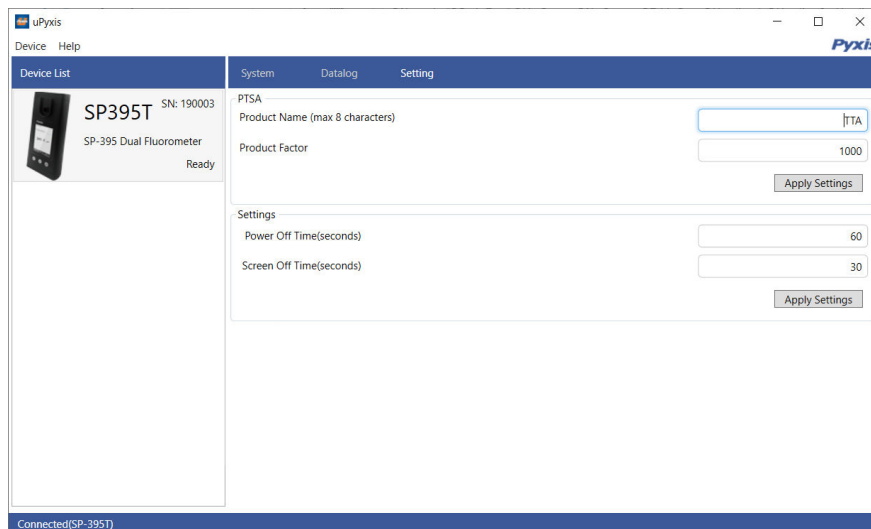 uPyxis
Device Help
Pyxis
Device List
System Datalog Setting
SP395T SN: 190003
SP-395 Dual Fluorometer
Ready
PTSA
Product Name (max 8 characters) TTA
Product Factor 1000
Apply Settings
Settings
Power Off Time(seconds) 60
Screen Off Time(seconds) 30
Apply Settings
Connected(SP-395T)